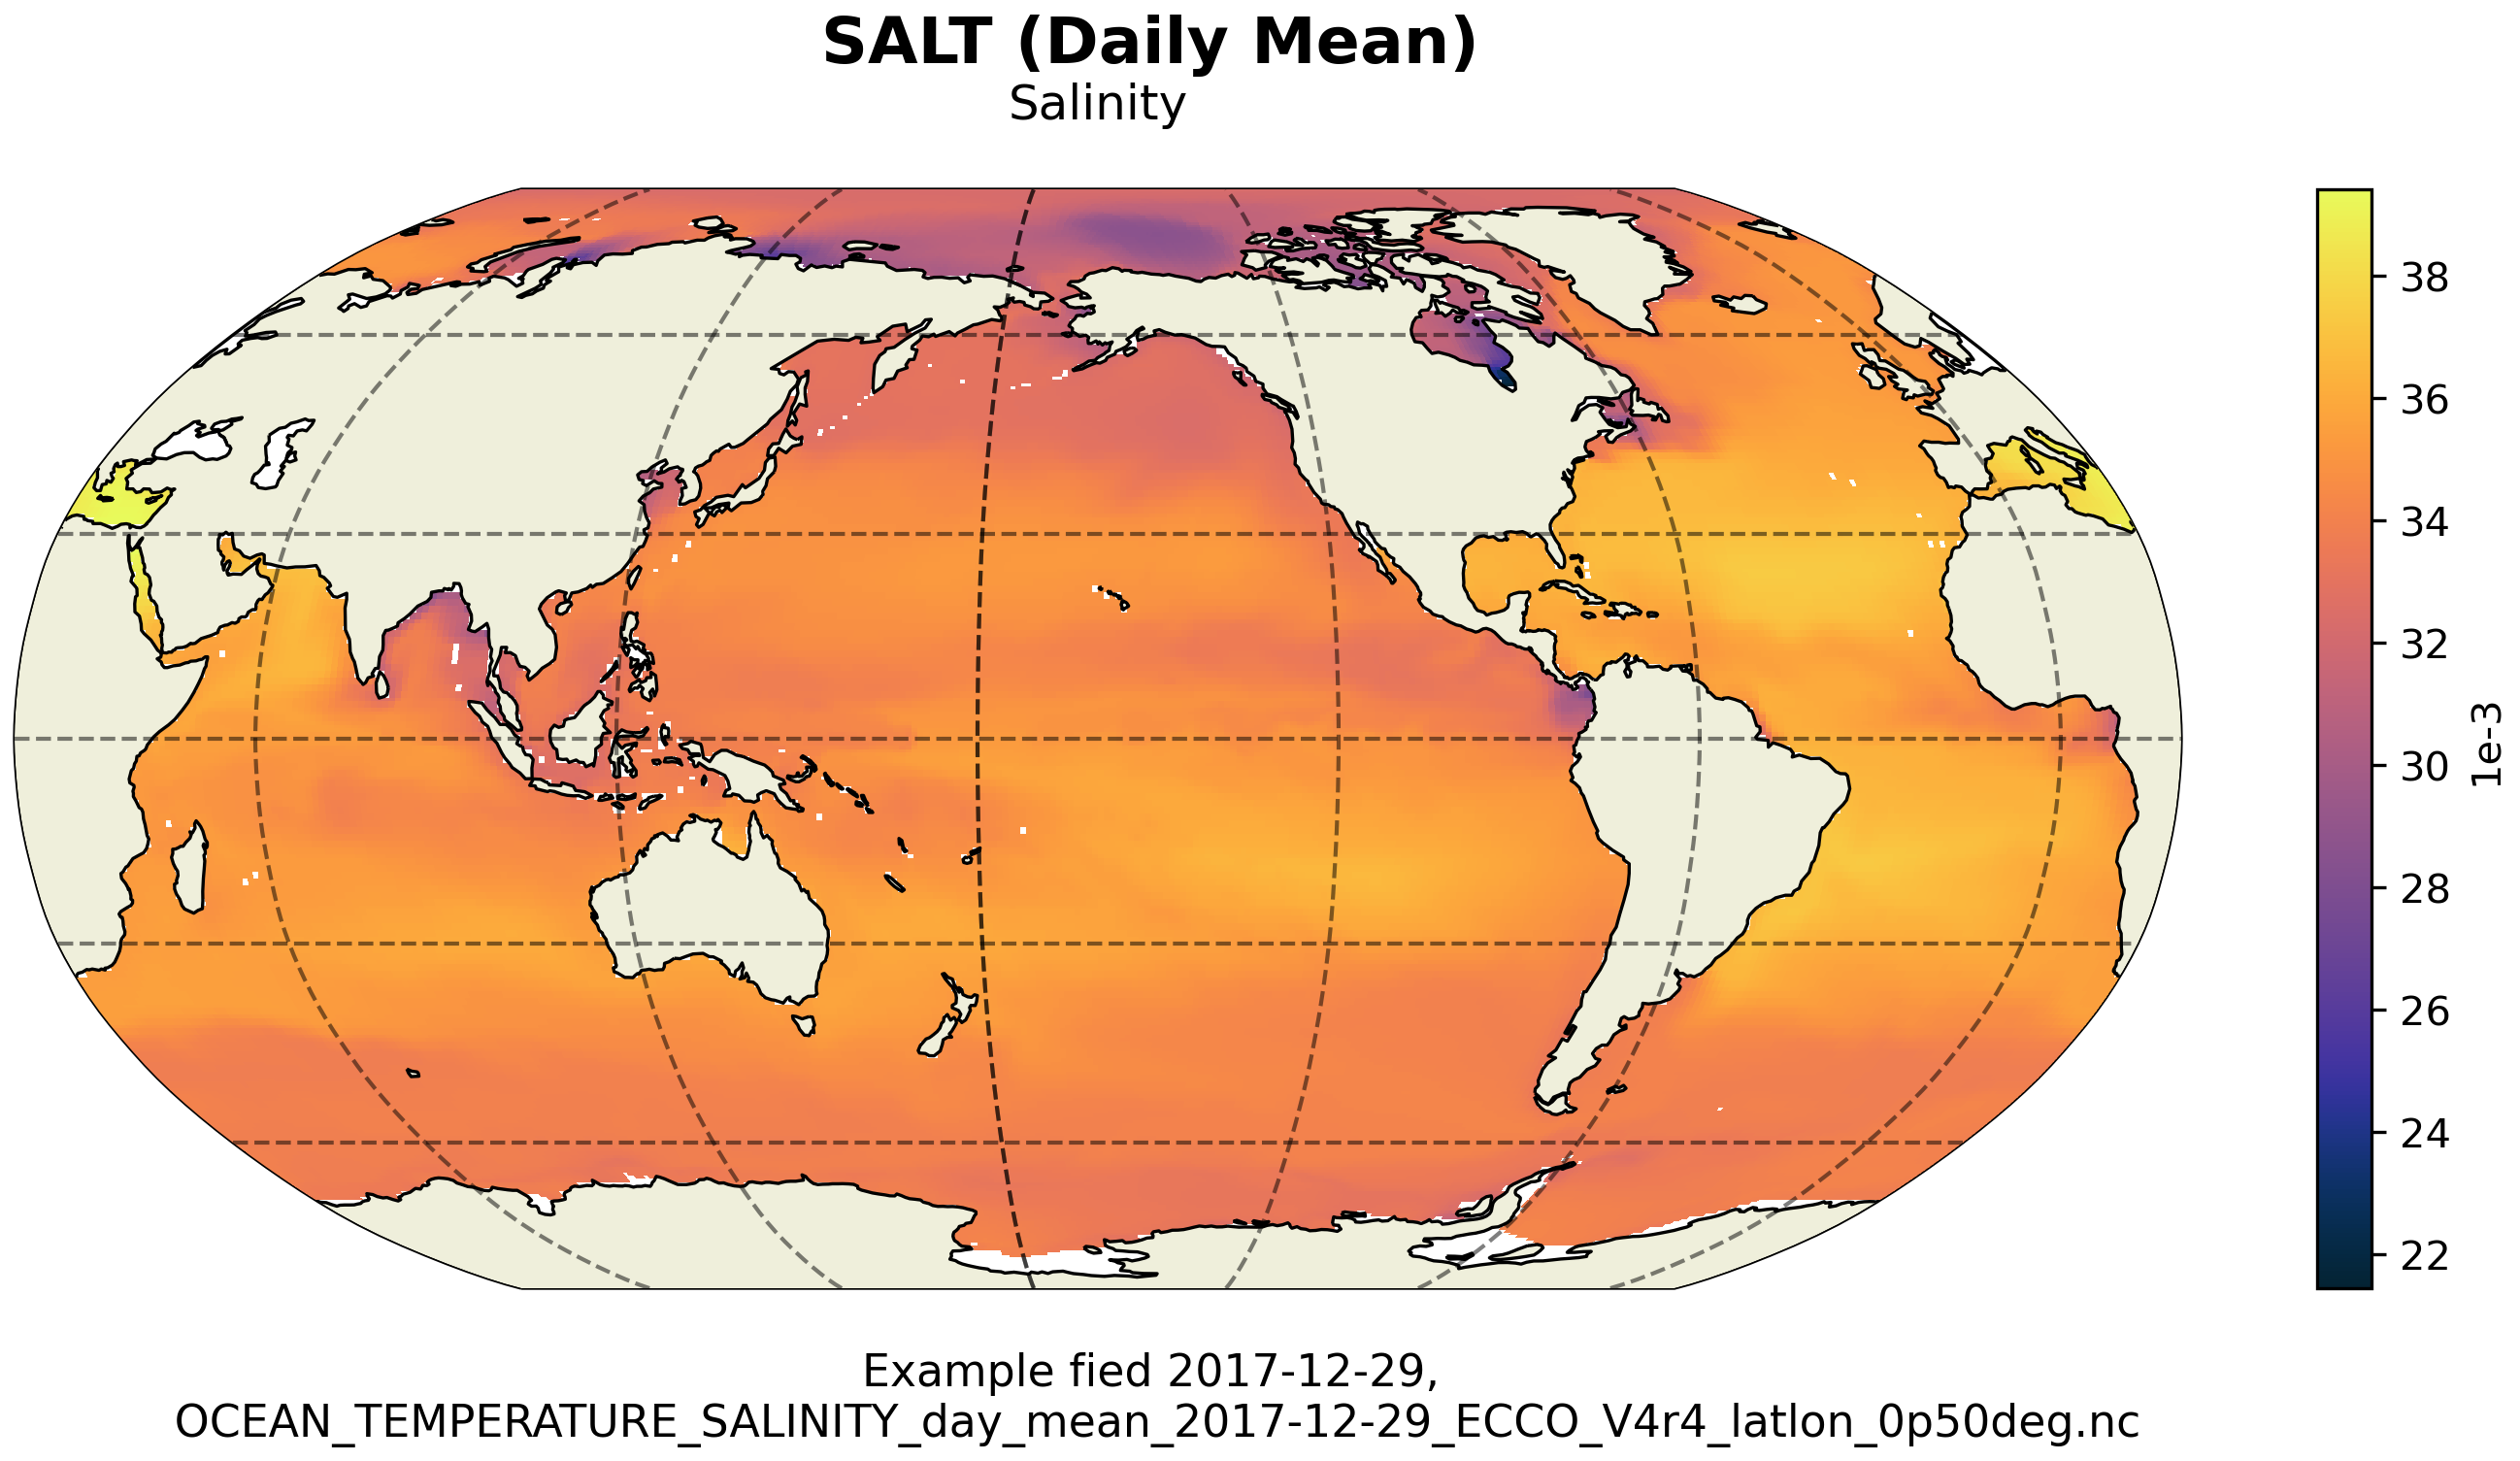 SALT (Daily Mean)
Salinity
38
36
34
32
30
28
26
24
22
1e-3
Example fied 2017-12-29,
OCEAN_TEMPERATURE_SALINITY_day_mean_2017-12-29_ECCO_V4r4_latlon_0p50deg.nc